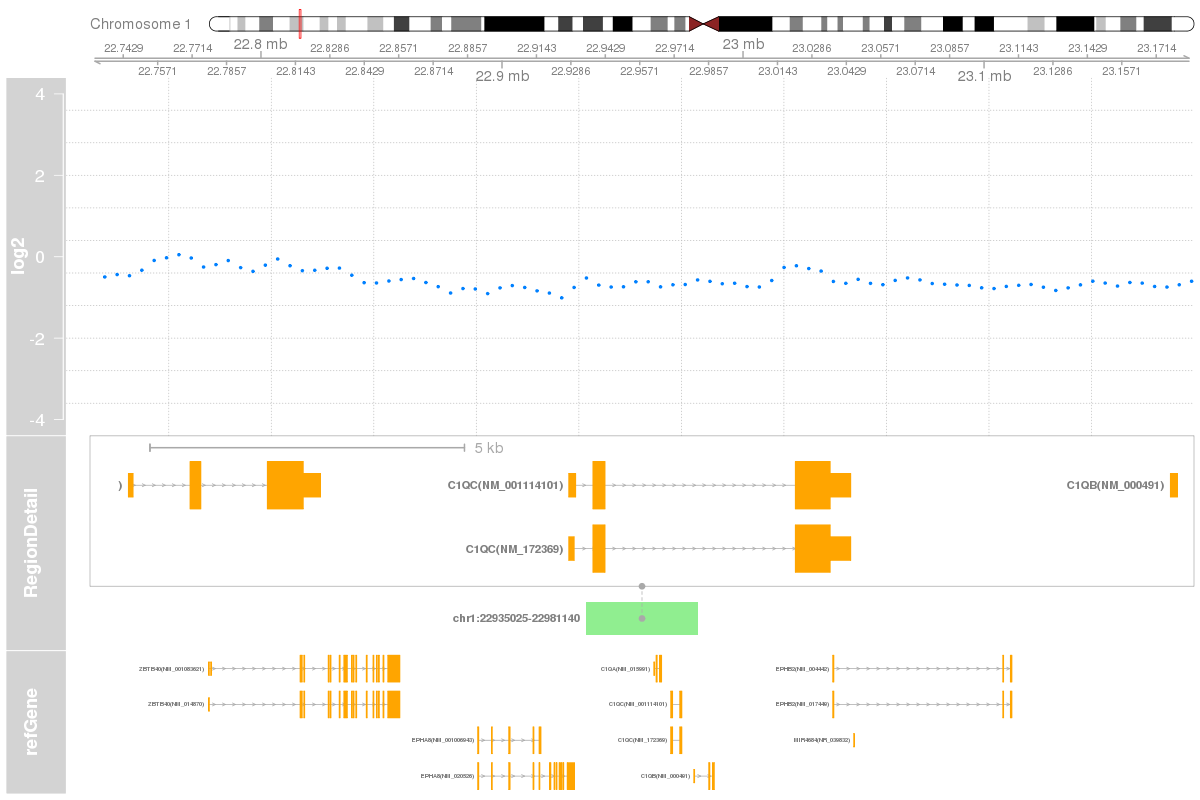 Chromosome 1
22.7429 22.7714 22.8 mb 22.8286 22.8571 22.8857 22.9143 22.9429 22.9714 23 mb 23.0286 23.0571 23.0857 23.1143 23.1429 23.1714
22.7571 22.7857 22.8143 22.8429 22.8714 22.9 mb 22.9286 22.9571 22.9857 23.0143 23.0429 23.0714 23.1 mb 23.1286 23.1571
4
2
log2
0
-2
-4
5 kb
RegionDetail
) C1QC(NM_001114101) C1QB(NM_000491)
C1QC(NM_172369)
chr1:22935025-22981140
refGene
ZBTB40(NM_001083621) C1QA(NM_015991) EPHB2(NM_004442)
ZBTB40(NM_014870) C1QC(NM_001114101) EPHB2(NM_017449)
EPHA8(NM_001006943) C1QC(NM_172369) MIR4684(NR_039832)
EPHA8(NM_020526) C1QB(NM_000491)